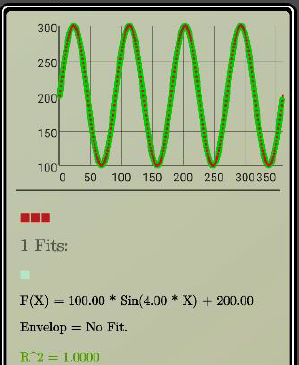 300
250
200
150
100
0 50 100 150 200 250 300 350
1 Fits:
F(X) = 100.00 * Sin(4.00 * X) + 200.00
Envelop = No Fit.
R^2 = 1.0000